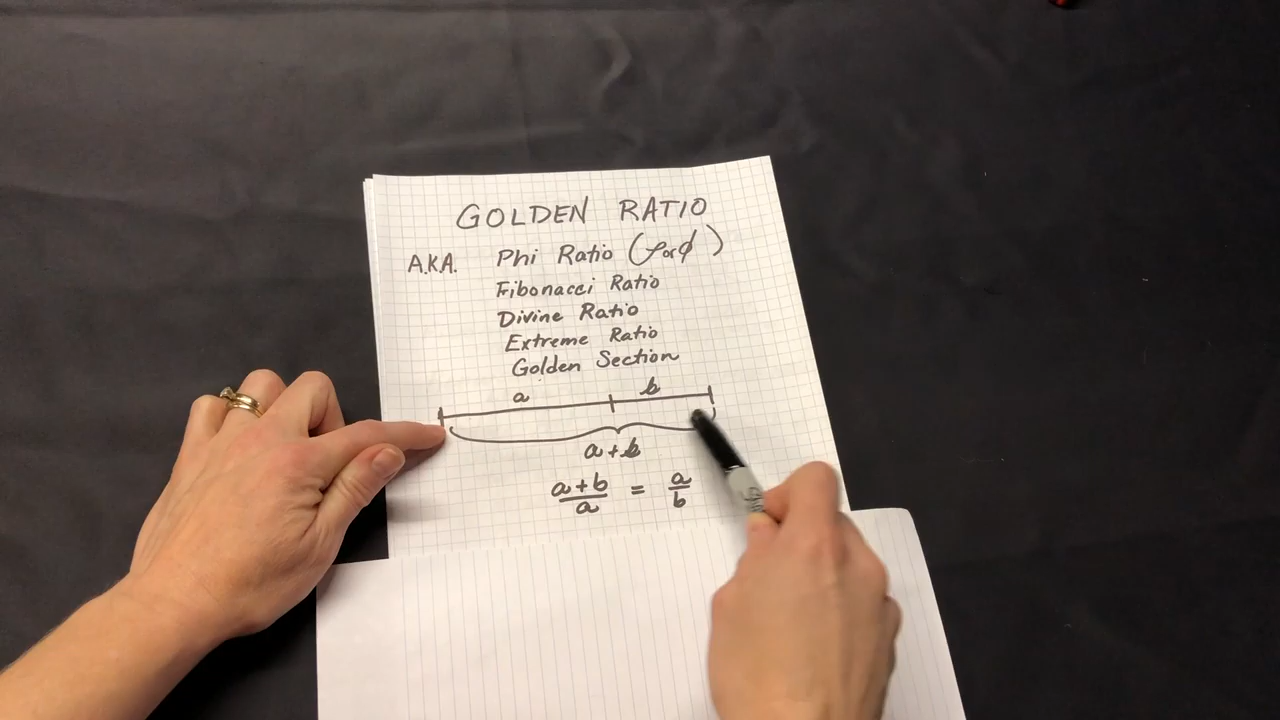 GOLDEN RATIO
A.K.A. Phi Ratio (φ or ϕ)
Fibonacci Ratio
Divine Ratio
Extreme Ratio
Golden Section
a b
a+b
a+b/a = a/b